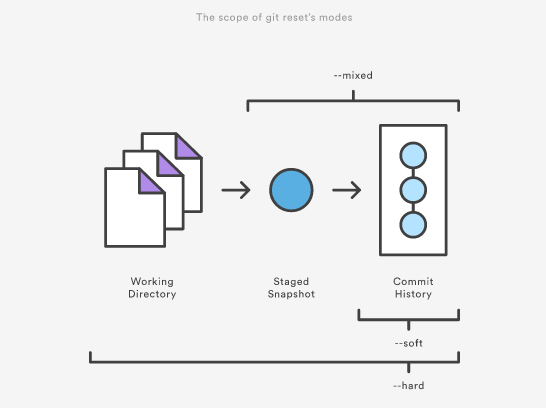 The scope of git reset's modes
--mixed
Working
Directory
Staged
Snapshot
Commit
History
--soft
--hard